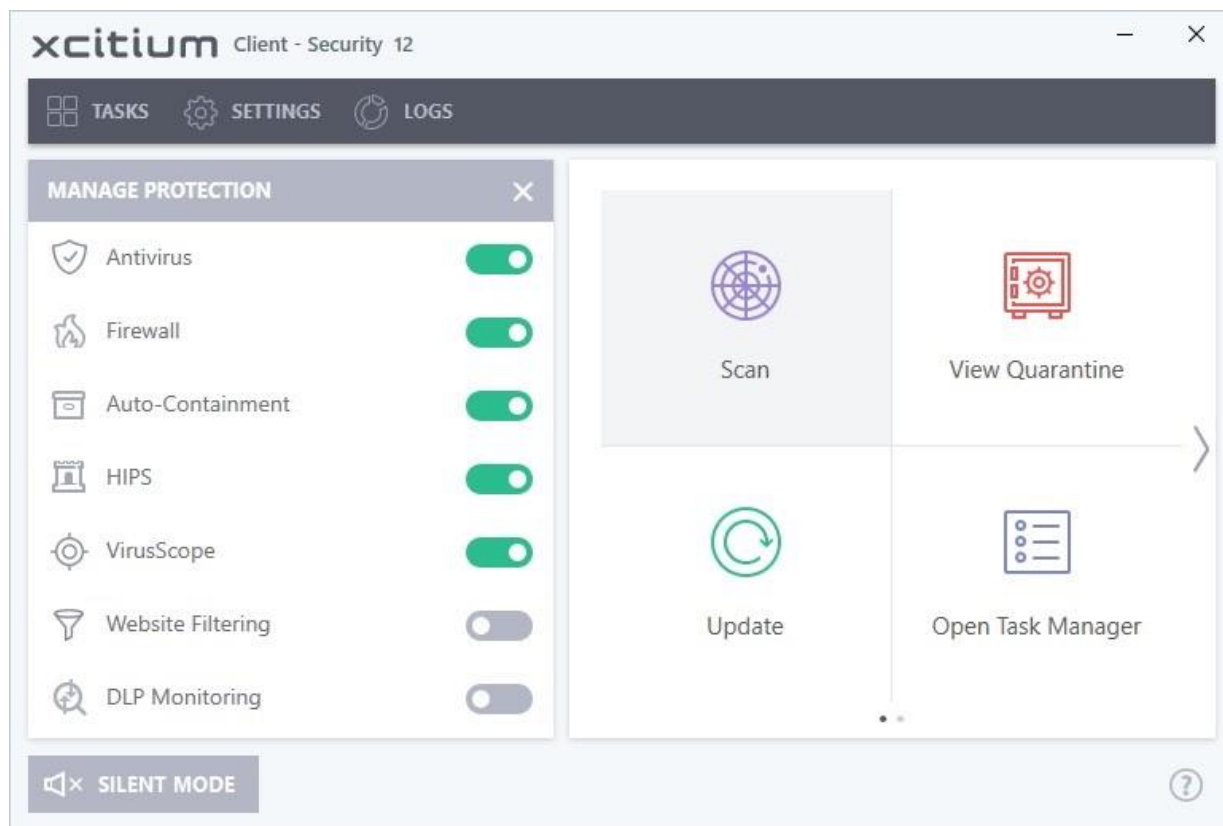 xcitium Client - Security 12
TASKS SETTINGS LOGS
MANAGE PROTECTION
Antivirus
Firewall
Auto-Containment
HIPS
VirusScope
Website Filtering
DLP Monitoring
Scan
View Quarantine
Update
Open Task Manager
SILENT MODE
?